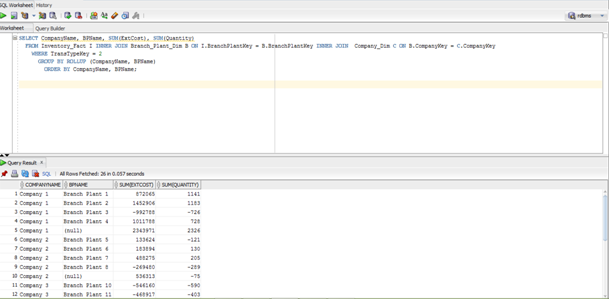 SQL Worksheet History
rdbms
Worksheet Query Builder
SELECT CompanyName, BPName, SUM(ExtCost), SUM(Quantity)
FROM Inventory_Fact I INNER JOIN Branch_Plant_Dim B ON I.BranchPlantKey = B.BranchPlantKey INNER JOIN Company_Dim C ON B.CompanyKey = C.CompanyKey
WHERE TransTypeKey = 2
GROUP BY ROLLUP (CompanyName, BPName)
ORDER BY CompanyName, BPName;
Query Result
SQL All Rows Fetched: 26 in 0.057 seconds
COMPANYNAME BPNAME SUM(EXTCOST) SUM(QUANTITY)
1 Company 1 Branch Plant 1 872065 1141
2 Company 1 Branch Plant 2 1452906 1183
3 Company 1 Branch Plant 3 -992788 -726
4 Company 1 Branch Plant 4 1011788 728
5 Company 1 (null) 2343971 2326
6 Company 2 Branch Plant 5 133624 -121
7 Company 2 Branch Plant 6 183894 130
8 Company 2 Branch Plant 7 488275 205
9 Company 2 Branch Plant 8 -269480 -289
10 Company 2 (null) 536313 -75
11 Company 3 Branch Plant 10 -546160 -590
12 Company 3 Branch Plant 11 -468917 -403